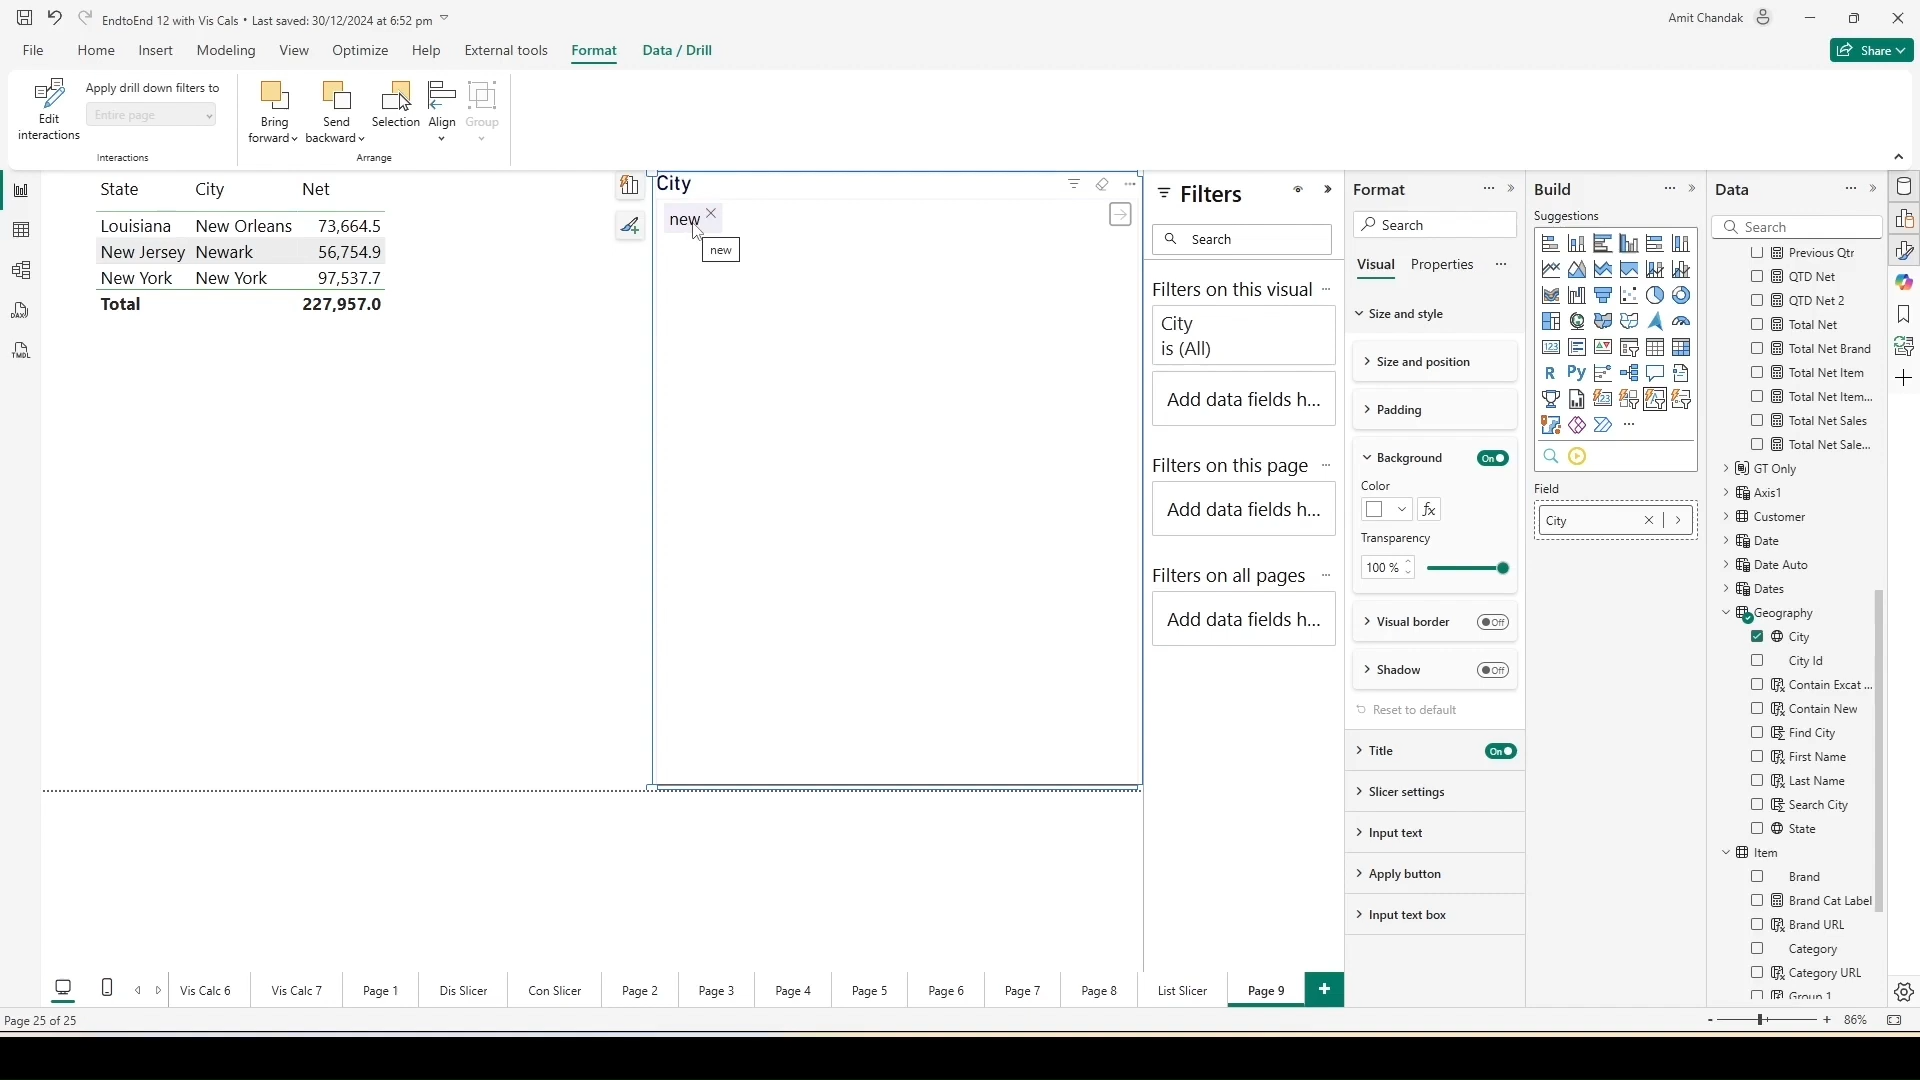 EndtoEnd 12 with Vis Cals • Last saved: 30/12/2024 at 6:52 pm
Amit Chandak
File Home Insert Modeling View Optimize Help External tools Format Data / Drill
Share
Edit interactions
Apply drill down filters to
Entire page
Interactions
Bring forward
Send backward
Selection
Align
Group
Arrange
State City Net
Louisiana New Orleans 73,664.5
New Jersey Newark 56,754.9
New York New York 97,537.7
Total 227,957.0
DAX
TMDL
City
new
new
Filters
Search
Filters on this visual
City
is (All)
Add data fields h...
Filters on this page
Add data fields h...
Filters on all pages
Add data fields h...
Format
Search
Visual Properties
Size and style
Size and position
Padding
Background On
Color
fx
Transparency
100 %
Visual border Off
Shadow Off
Reset to default
Title On
Slicer settings
Input text
Apply button
Input text box
Build
Suggestions
123
R Py
123
Field
City
Data
Search
Previous Qtr
QTD Net
QTD Net 2
Total Net
Total Net Brand
Total Net Item
Total Net Item...
Total Net Sales
Total Net Sale...
GT Only
Axis1
Customer
Date
Date Auto
Dates
Geography
City
City Id
Contain Excat ...
Contain New
Find City
First Name
Last Name
Search City
State
Item
Brand
Brand Cat Label
Brand URL
Category
Category URL
Group 1
Vis Calc 6 Vis Calc 7 Page 1 Dis Slicer Con Slicer Page 2 Page 3 Page 4 Page 5 Page 6 Page 7 Page 8 List Slicer Page 9 +
Page 25 of 25
- + 86%